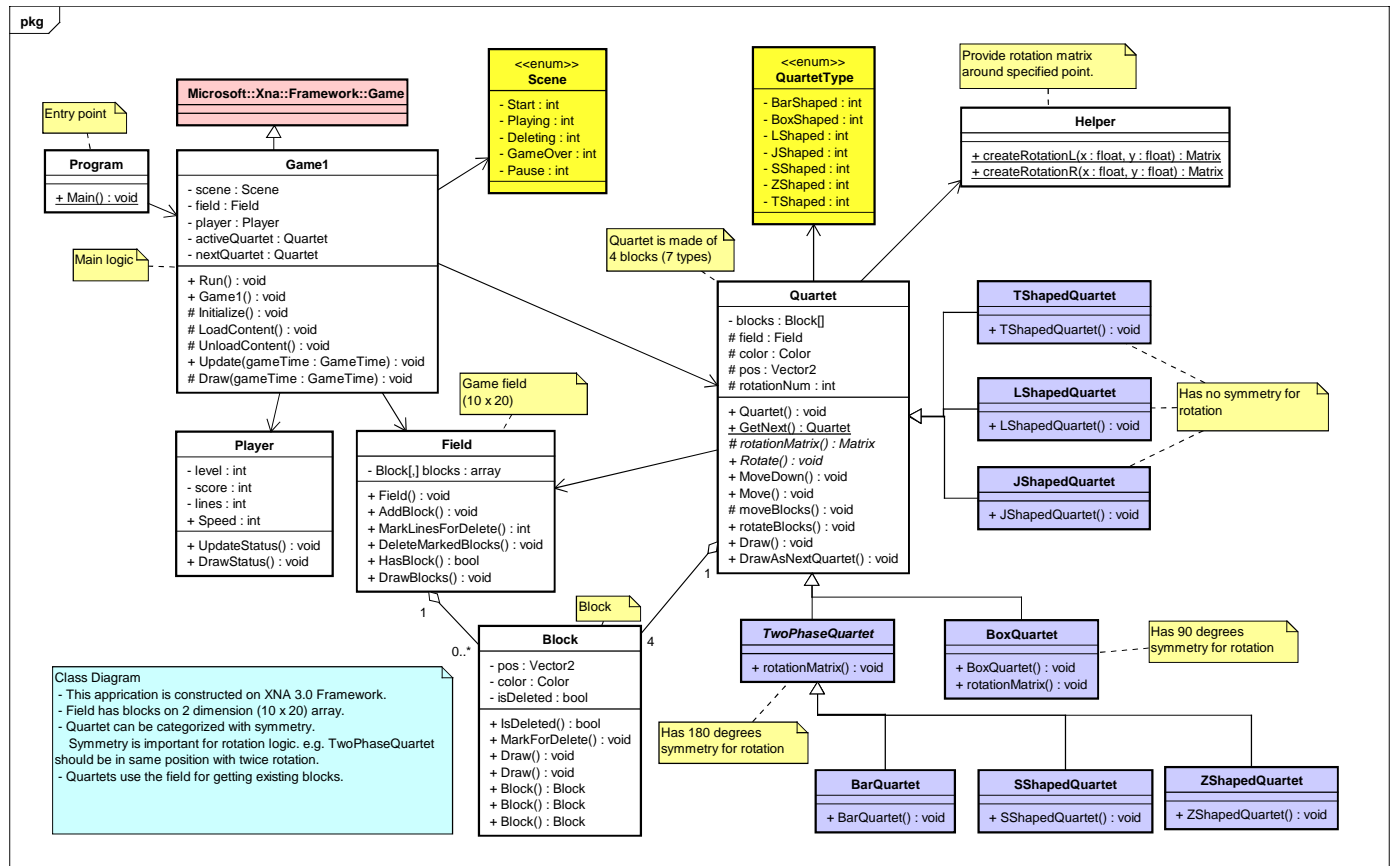 pkg
Entry point
Program
+ Main() : void
Microsoft::Xna::Framework::Game
Game1
- scene : Scene
- field : Field
- player : Player
- activeQuartet : Quartet
- nextQuartet : Quartet
+ Run() : void
+ Game1() : void
# Initialize() : void
# LoadContent() : void
# UnloadContent() : void
+ Update(gameTime : GameTime) : void
# Draw(gameTime : GameTime) : void
Main logic
<<enum>>
Scene
- Start : int
- Playing : int
- Deleting : int
- GameOver : int
- Pause : int
<<enum>>
QuartetType
- BarShaped : int
- BoxShaped : int
- LShaped : int
- JShaped : int
- SShaped : int
- ZShaped : int
- TShaped : int
Provide rotation matrix
around specified point.
Helper
+ createRotationL(x : float, y : float) : Matrix
+ createRotationR(x : float, y : float) : Matrix
Quartet is made of
4 blocks (7 types)
Quartet
- blocks : Block[]
# field : Field
# color : Color
# pos : Vector2
# rotationNum : int
+ Quartet() : void
+ GetNext() : Quartet
# rotationMatrix() : Matrix
+ Rotate() : void
+ MoveDown() : void
+ Move() : void
# moveBlocks() : void
+ rotateBlocks() : void
+ Draw() : void
+ DrawAsNextQuartet() : void
TShapedQuartet
+ TShapedQuartet() : void
LShapedQuartet
+ LShapedQuartet() : void
JShapedQuartet
+ JShapedQuartet() : void
Has no symmetry for
rotation
Game field
(10 x 20)
Player
- level : int
- score : int
- lines : int
+ Speed : int
+ UpdateStatus() : void
+ DrawStatus() : void
Field
- Block[,] blocks : array
+ Field() : void
+ AddBlock() : void
+ MarkLinesForDelete() : int
+ DeleteMarkedBlocks() : void
+ HasBlock() : bool
+ DrawBlocks() : void
1
0..*
1
4
Block
Block
- pos : Vector2
- color : Color
- isDeleted : bool
+ IsDeleted() : bool
+ MarkForDelete() : void
+ Draw() : void
+ Draw() : void
+ Block() : Block
+ Block() : Block
+ Block() : Block
TwoPhaseQuartet
+ rotationMatrix() : void
BoxQuartet
+ BoxQuartet() : void
+ rotationMatrix() : void
Has 90 degrees
symmetry for rotation
Has 180 degrees
symmetry for rotation
BarQuartet
+ BarQuartet() : void
SShapedQuartet
+ SShapedQuartet() : void
ZShapedQuartet
+ ZShapedQuartet() : void
Class Diagram
- This apprication is constructed on XNA 3.0 Framework.
- Field has blocks on 2 dimension (10 x 20) array.
- Quartet can be categorized with symmetry.
Symmetry is important for rotation logic. e.g. TwoPhaseQuartet
should be in same position with twice rotation.
- Quartets use the field for getting existing blocks.